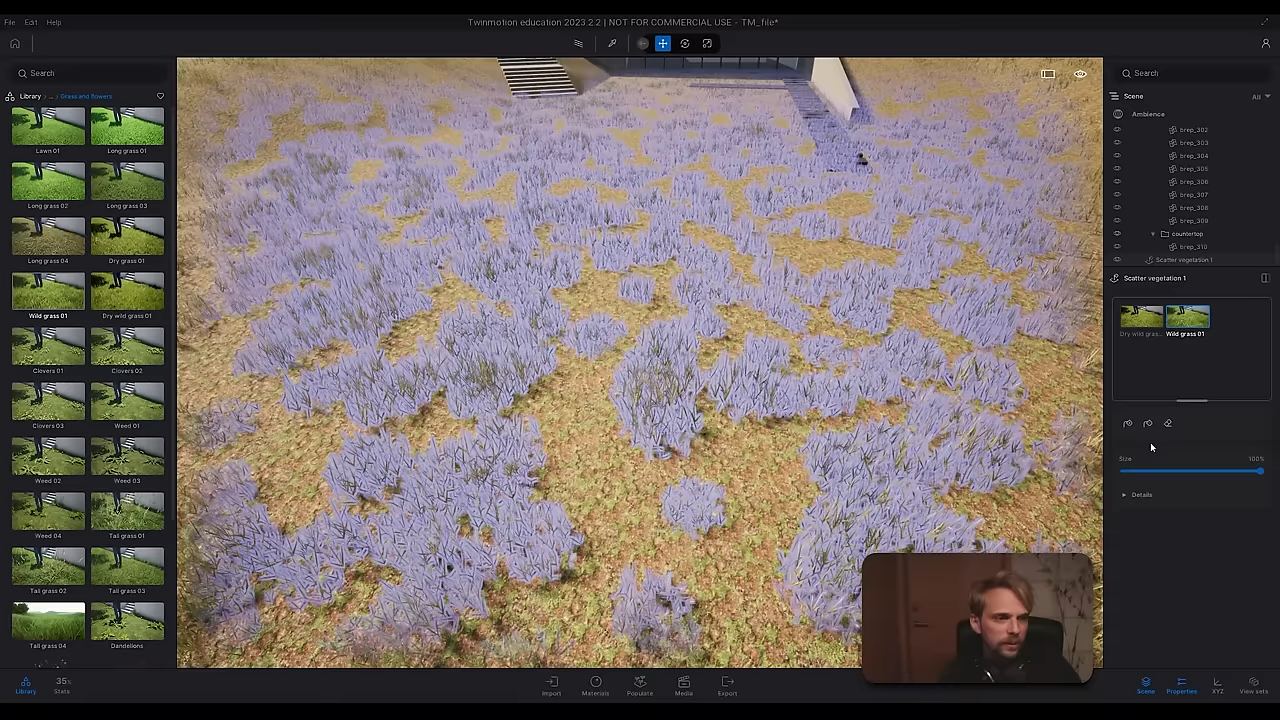 Twinmotion education 2023.2.2 | NOT FOR COMMERCIAL USE - TM_file*
File Edit Help
Search
Library > ... > Grass and flowers
Lawn 01
Long grass 01
Long grass 02
Long grass 03
Long grass 04
Dry grass 01
Wild grass 01
Dry wild grass 01
Clovers 01
Clovers 02
Clovers 03
Weed 01
Weed 02
Weed 03
Weed 04
Tall grass 01
Tall grass 02
Tall grass 03
Tall grass 04
Dandelions
Search
Scene
All
Ambience
brep_302
brep_303
brep_304
brep_305
brep_306
brep_307
brep_308
brep_309
countertop
brep_310
Scatter vegetation 1
Scatter vegetation 1
Dry wild gras...
Wild grass 01
Size 100%
Details
Library
35%
Stats
Import
Materials
Populate
Media
Export
Scene
Properties
XYZ
View sets